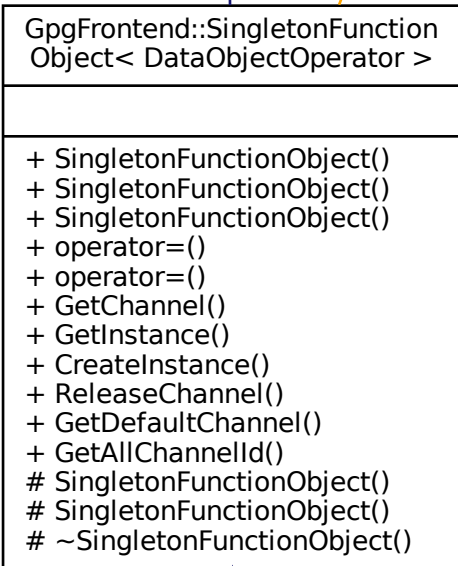 GpgFrontend::SingletonFunction
Object< DataObjectOperator >
+ SingletonFunctionObject()
+ SingletonFunctionObject()
+ SingletonFunctionObject()
+ operator=()
+ operator=()
+ GetChannel()
+ GetInstance()
+ CreateInstance()
+ ReleaseChannel()
+ GetDefaultChannel()
+ GetAllChannelId()
# SingletonFunctionObject()
# SingletonFunctionObject()
# ~SingletonFunctionObject()